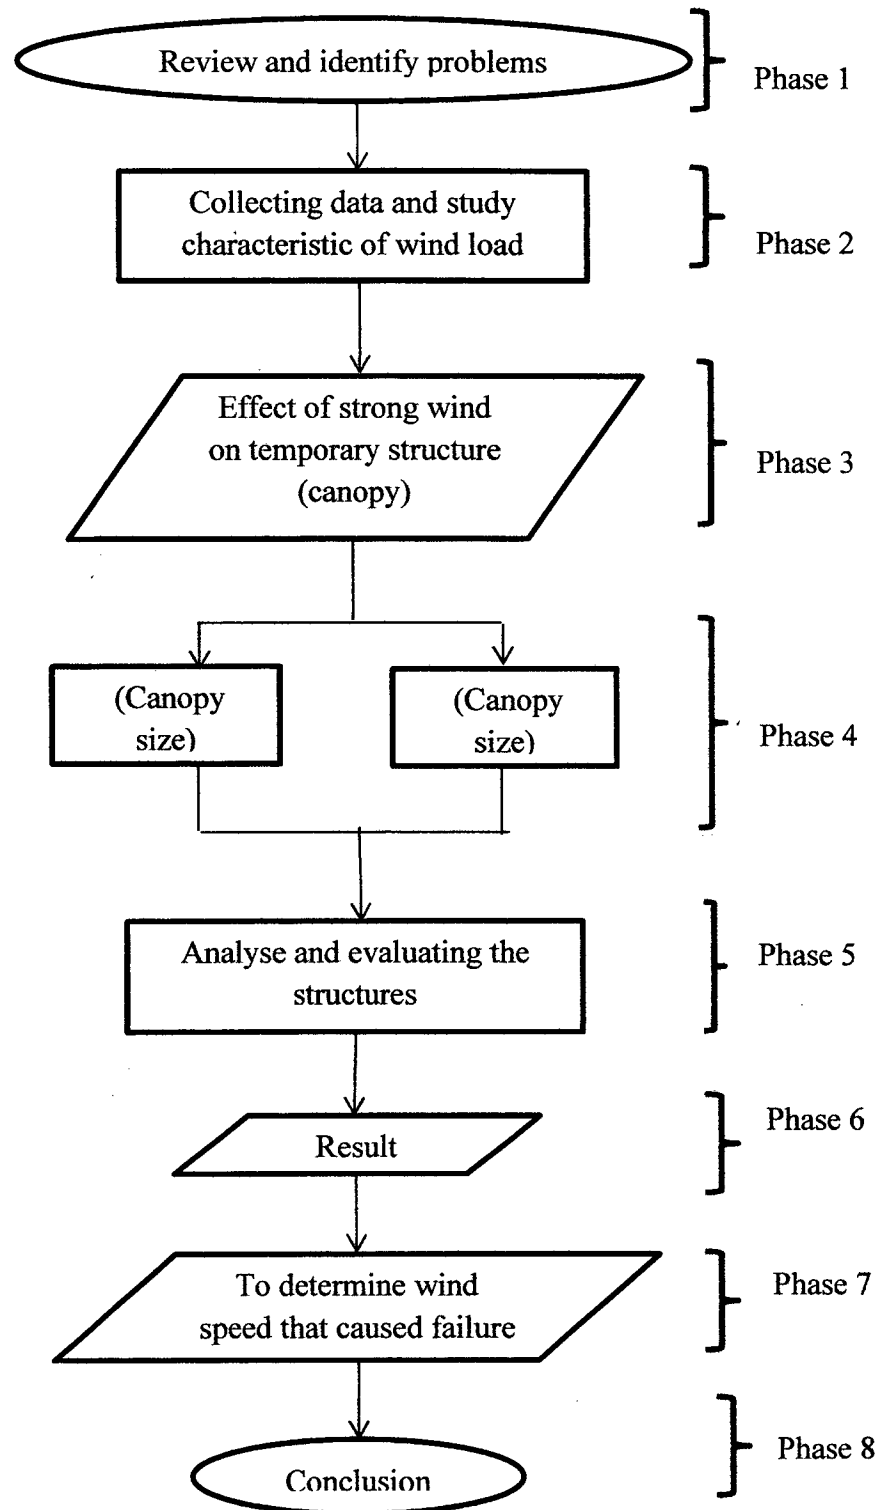 Review and identify problems
Phase 1
Collecting data and study
characteristic of wind load
Phase 2
Effect of strong wind
on temporary structure
(canopy)
Phase 3
(Canopy
size)
(Canopy
size)
Phase 4
Analyse and evaluating the
structures
Phase 5
Result
Phase 6
To determine wind
speed that caused failure
Phase 7
Conclusion
Phase 8